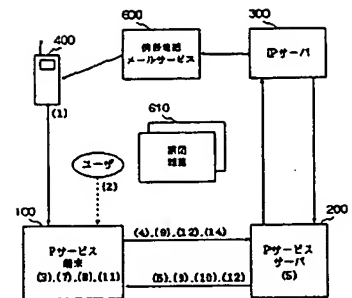 400
600
携帯電話
メールサービス
300
IPサーバ
(1)
610
ユーザ
(2)
100
Pサービス
端末
(3),(7),(8),(11)
(4),(9),(12),(14)
(5),(9),(10),(12)
200
Pサービス
サーバ
(5)